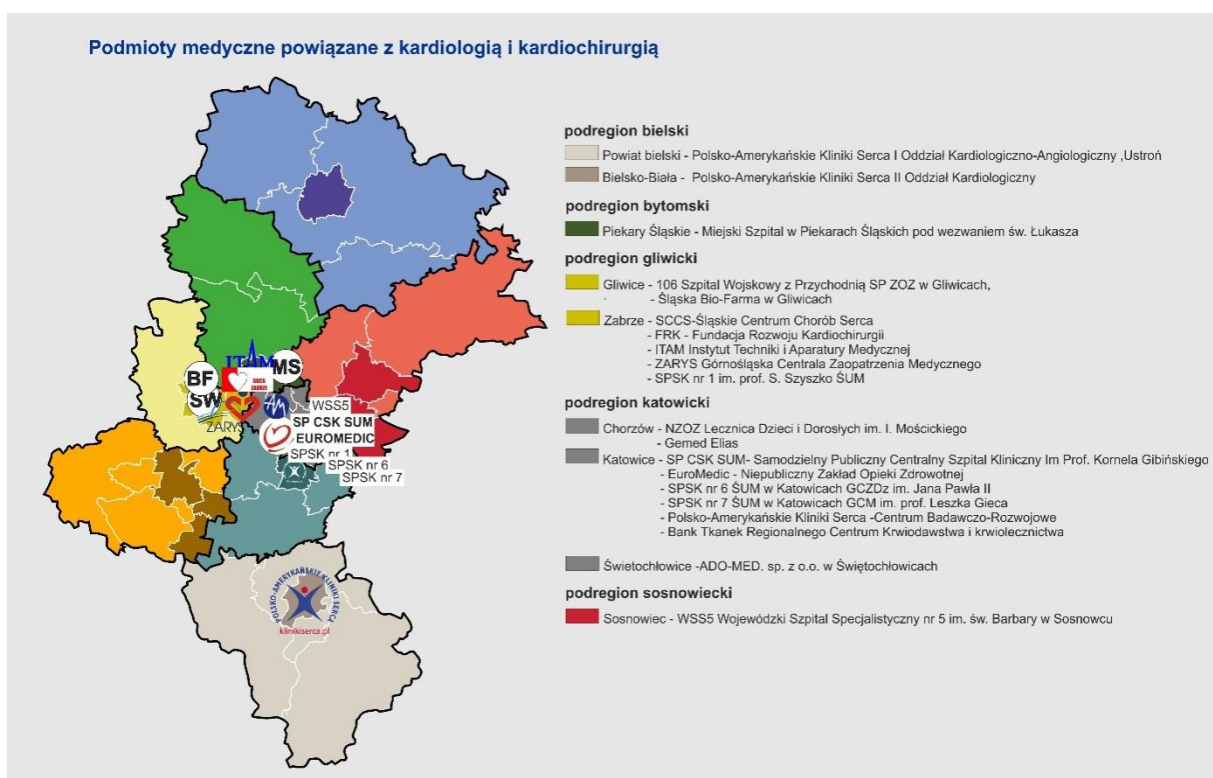 Podmioty medyczne powiązane z kardiologią i kardiochirurgią
podregion bielski
Powiat bielski - Polsko-Amerykańskie Kliniki Serca I Oddział Kardiologiczno-Angiologiczny ,Ustroń
Bielsko-Biała - Polsko-Amerykańskie Kliniki Serca II Oddział Kardiologiczny
podregion bytomski
Piekary Śląskie - Miejski Szpital w Piekarach Śląskich pod wezwaniem św. Łukasza
podregion gliwicki
Gliwice - 106 Szpital Wojskowy z Przychodnią SP ZOZ w Gliwicach,
- Śląska Bio-Farma w Gliwicach
Zabrze - SCCS-Śląskie Centrum Chorób Serca
- FRK - Fundacja Rozwoju Kardiochirurgii
- ITAM Instytut Techniki i Aparatury Medycznej
- ZARYS Górnośląska Centrala Zaopatrzenia Medycznego
- SPSK nr 1 im. prof. S. Szyszko ŚUM
podregion katowicki
Chorzów - NZOZ Lecznica Dzieci i Dorosłych im. I. Mościckiego
- Gemed Elias
Katowice - SP CSK SUM- Samodzielny Publiczny Centralny Szpital Kliniczny Im Prof. Kornela Gibińskiego
- EuroMedic - Niepubliczny Zakład Opieki Zdrowotnej
- SPSK nr 6 ŚUM w Katowicach GCZDz im. Jana Pawła II
- SPSK nr 7 ŚUM w Katowicach GCM im. prof. Leszka Gieca
- Polsko-Amerykańskie Kliniki Serca -Centrum Badawczo-Rozwojowe
- Bank Tkanek Regionalnego Centrum Krwiodawstwa i krwiolecznictwa
Świetochłowice -ADO-MED. sp. z o.o. w Świętochłowicach
podregion sosnowiecki
Sosnowiec - WSS5 Wojewódzki Szpital Specjalistyczny nr 5 im. św. Barbary w Sosnowcu
ITAM
MS
BF
SCCS
ZABRZE
SW
AM
WSS5
ZARYS
SP CSK SUM
EUROMEDIC
SPSK nr 1
SPSK nr 6
SPSK nr 7
POLSKO-AMERYKAŃSKIE KLINIKI SERCA
klinikiserca.pl